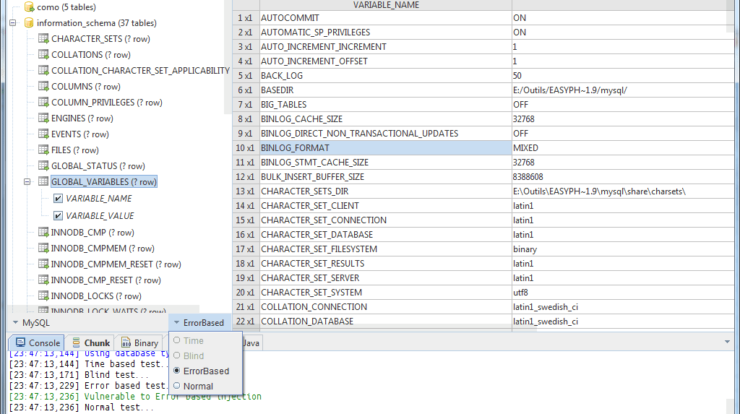 como (5 tables)
information_schema (37 tables)
CHARACTER_SETS (? row)
COLLATIONS (? row)
COLLATION_CHARACTER_SET_APPLICABILITY
COLUMNS (? row)
COLUMN_PRIVILEGES (? row)
ENGINES (? row)
EVENTS (? row)
FILES (? row)
GLOBAL_STATUS (? row)
GLOBAL_VARIABLES (? row)
VARIABLE_NAME
VARIABLE_VALUE
INNODB_CMP (? row)
INNODB_CMPMEM (? row)
INNODB_CMPMEM_RESET (? row)
INNODB_CMP_RESET (? row)
INNODB_LOCKS (? row)
INNODB_LOCK_WAITS (? row)
VARIABLE_NAME
1 x1 AUTOCOMMIT ON
2 x1 AUTOMATIC_SP_PRIVILEGES ON
3 x1 AUTO_INCREMENT_INCREMENT 1
4 x1 AUTO_INCREMENT_OFFSET 1
5 x1 BACK_LOG 50
6 x1 BASEDIR E:/Outils/EASYPH~1.9/mysql/
7 x1 BIG_TABLES OFF
8 x1 BINLOG_CACHE_SIZE 32768
9 x1 BINLOG_DIRECT_NON_TRANSACTIONAL_UPDATES OFF
10 x1 BINLOG_FORMAT MIXED
11 x1 BINLOG_STMT_CACHE_SIZE 32768
12 x1 BULK_INSERT_BUFFER_SIZE 8388608
13 x1 CHARACTER_SETS_DIR E:\Outils\EASYPH~1.9\mysql\share\charsets\
14 x1 CHARACTER_SET_CLIENT latin1
15 x1 CHARACTER_SET_CONNECTION latin1
16 x1 CHARACTER_SET_DATABASE latin1
17 x1 CHARACTER_SET_FILESYSTEM binary
18 x1 CHARACTER_SET_RESULTS latin1
19 x1 CHARACTER_SET_SERVER latin1
20 x1 CHARACTER_SET_SYSTEM utf8
21 x1 COLLATION_CONNECTION latin1_swedish_ci
22 x1 COLLATION_DATABASE latin1_swedish_ci
MySQL ErrorBased
Time
Blind
ErrorBased
Normal
Console Chunk Binary Java
[23:47:13,144] Using database ty
[23:47:13,144] Time based test...
[23:47:13,171] Blind test...
[23:47:13,229] Error based test..
[23:47:13,236] Vulnerable to Error based injection
[23:47:13,236] Normal test...